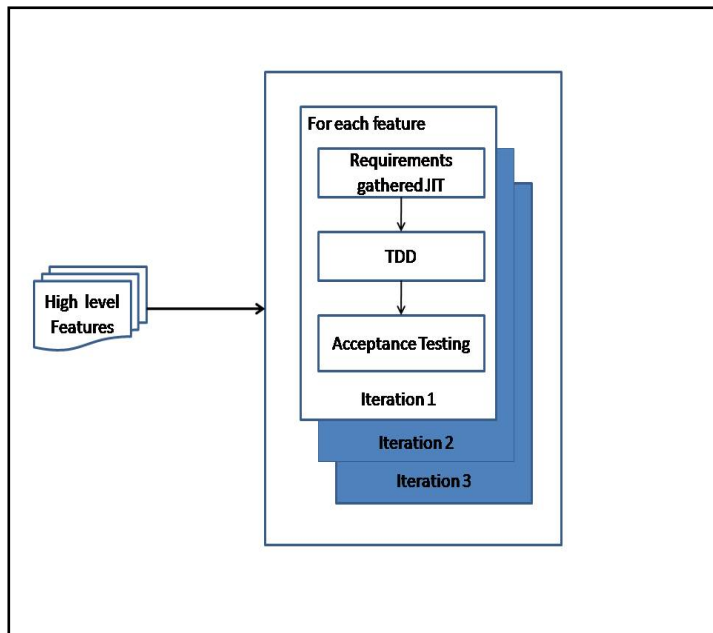 For each feature
Requirements
gathered JIT
TDD
High level
Features
Acceptance Testing
Iteration 1
Iteration 2
Iteration 3